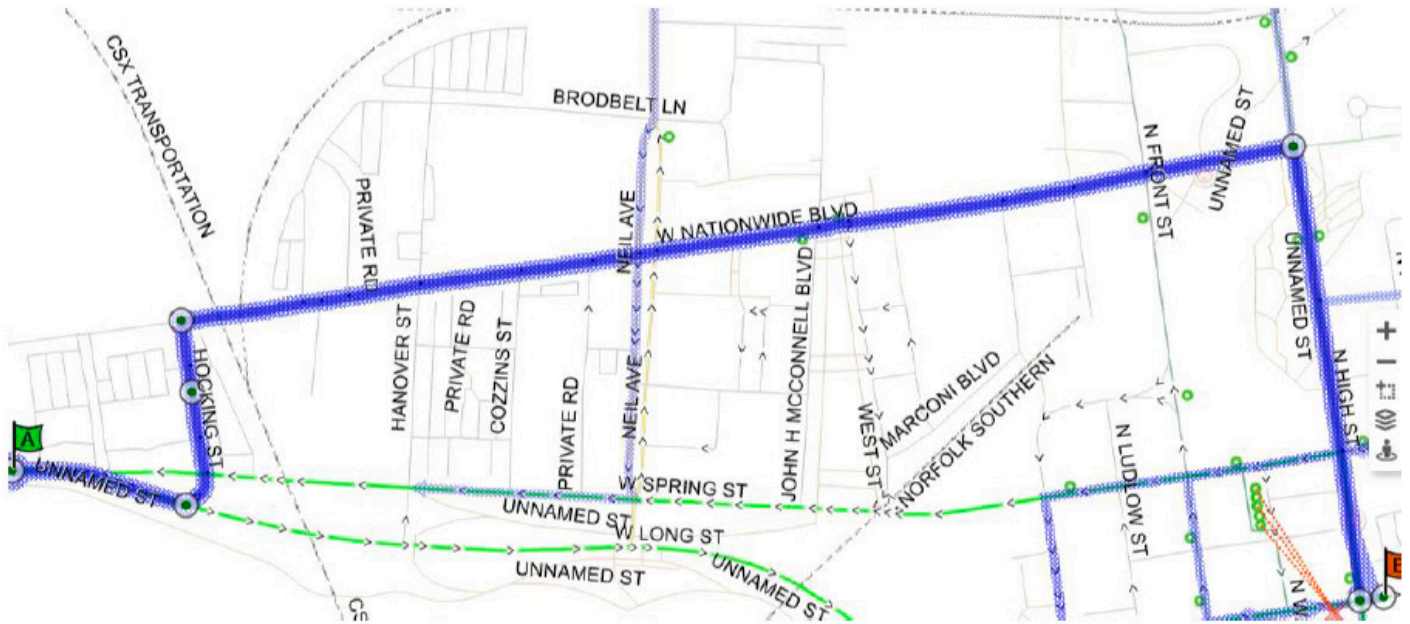 CSX TRANSPORTATION
BRODBELT LN
N FRONT ST
UNNAMED ST
PRIVATE RD
NEIL AVE
W NATIONWIDE BLVD
UNNAMED ST
HOCKING ST
HANOVER ST
PRIVATE RD
COZZINS ST
PRIVATE RD
NEIL AVE
JOHN H MCCONNELL BLVD
WEST ST
MARCONI BLVD
NORFOLK SOUTHERN
N LUDLOW ST
N HIGH ST
A
UNNAMED ST
W SPRING ST
UNNAMED ST
W LONG ST
UNNAMED ST
UNNAMED ST
N W
CS